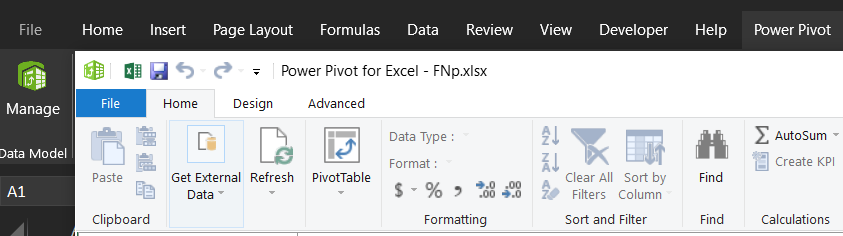 File Home Insert Page Layout Formulas Data Review View Developer Help Power Pivot
Manage
Data Model
A1
Power Pivot for Excel - FNp.xlsx
File Home Design Advanced
Paste
Clipboard
Get External
Data
Refresh
PivotTable
Data Type :
Format :
$ % , .00 .00
Formatting
A
Z
Z
A
A
Z
Clear All
Filters
Sort by
Column
Sort and Filter
Find
Find
Σ AutoSum
Create KPI
Calculations